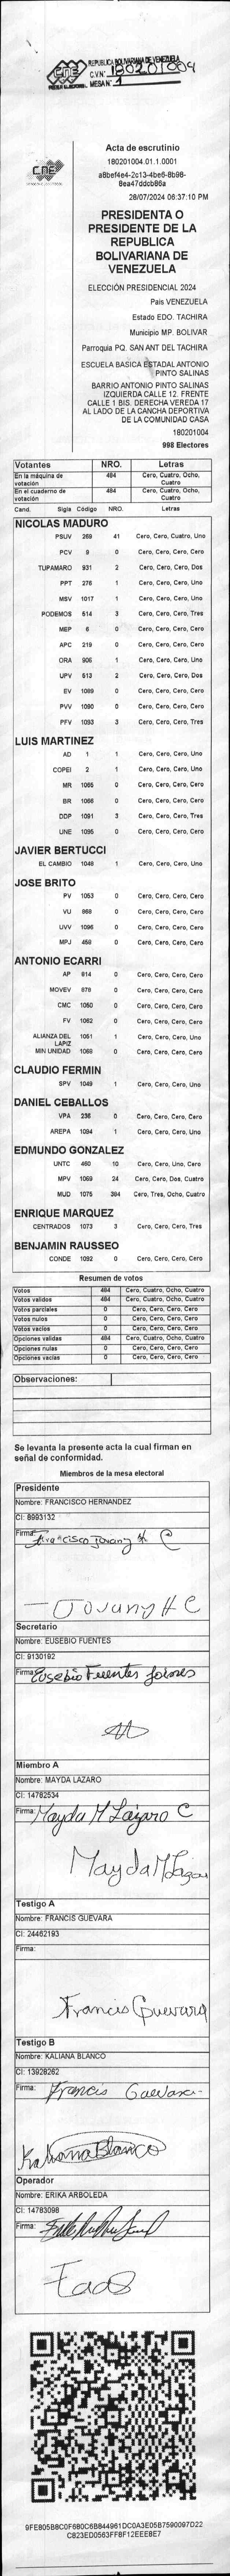 CNE
PODER ELECTORAL
REPUBLICA BOLIVARIANA DE VENEZUELA
C.V.N°. 180201004
MESA N° 1
CNE
Acta de escrutinio
180201004.01.1.0001
a8bef4e4-2c13-4be6-8b98-
8ea47ddcb86a
28/07/2024 06:37:10 PM
PRESIDENTA O
PRESIDENTE DE LA
REPUBLICA
BOLIVARIANA DE
VENEZUELA
ELECCIÓN PRESIDENCIAL 2024
País VENEZUELA
Estado EDO. TACHIRA
Municipio MP. BOLIVAR
Parroquia PQ. SAN ANT DEL TACHIRA
ESCUELA BASICA ESTADAL ANTONIO
PINTO SALINAS
BARRIO ANTONIO PINTO SALINAS
IZQUIERDA CALLE 12. FRENTE
CALLE 1 BIS. DERECHA VEREDA 17
AL LADO DE LA CANCHA DEPORTIVA
DE LA COMUNIDAD CASA
180201004
998 Electores
Votantes NRO. Letras
En la máquina de votación 484 Cero, Cuatro, Ocho, Cuatro
En el cuaderno de votación 484 Cero, Cuatro, Ocho, Cuatro
Cand. Sigla Código NRO. Letras
NICOLAS MADURO
PSUV 269 41 Cero, Cero, Cuatro, Uno
PCV 9 0 Cero, Cero, Cero, Cero
TUPAMARO 931 2 Cero, Cero, Cero, Dos
PPT 276 1 Cero, Cero, Cero, Uno
MSV 1017 1 Cero, Cero, Cero, Uno
PODEMOS 514 3 Cero, Cero, Cero, Tres
MEP 6 0 Cero, Cero, Cero, Cero
APC 219 0 Cero, Cero, Cero, Cero
ORA 906 1 Cero, Cero, Cero, Uno
UPV 513 2 Cero, Cero, Cero, Dos
EV 1089 0 Cero, Cero, Cero, Cero
PVV 1090 0 Cero, Cero, Cero, Cero
PFV 1093 3 Cero, Cero, Cero, Tres
LUIS MARTINEZ
AD 1 1 Cero, Cero, Cero, Uno
COPEI 2 1 Cero, Cero, Cero, Uno
MR 1065 0 Cero, Cero, Cero, Cero
BR 1066 0 Cero, Cero, Cero, Cero
DDP 1091 3 Cero, Cero, Cero, Tres
UNE 1095 0 Cero, Cero, Cero, Cero
JAVIER BERTUCCI
EL CAMBIO 1048 1 Cero, Cero, Cero, Uno
JOSE BRITO
PV 1053 0 Cero, Cero, Cero, Cero
VU 868 0 Cero, Cero, Cero, Cero
UVV 1096 0 Cero, Cero, Cero, Cero
MPJ 458 0 Cero, Cero, Cero, Cero
ANTONIO ECARRI
AP 914 0 Cero, Cero, Cero, Cero
MOVEV 878 0 Cero, Cero, Cero, Cero
CMC 1050 0 Cero, Cero, Cero, Cero
FV 1062 0 Cero, Cero, Cero, Cero
ALIANZA DEL LAPIZ 1051 1 Cero, Cero, Cero, Uno
MIN UNIDAD 1068 0 Cero, Cero, Cero, Cero
CLAUDIO FERMIN
SPV 1049 1 Cero, Cero, Cero, Uno
DANIEL CEBALLOS
VPA 236 0 Cero, Cero, Cero, Cero
AREPA 1094 1 Cero, Cero, Cero, Uno
EDMUNDO GONZALEZ
UNTC 460 10 Cero, Cero, Uno, Cero
MPV 1069 24 Cero, Cero, Dos, Cuatro
MUD 1075 384 Cero, Tres, Ocho, Cuatro
ENRIQUE MARQUEZ
CENTRADOS 1073 3 Cero, Cero, Cero, Tres
BENJAMIN RAUSSEO
CONDE 1092 0 Cero, Cero, Cero, Cero
Resumen de votos
Votos 484 Cero, Cuatro, Ocho, Cuatro
Votos validos 484 Cero, Cuatro, Ocho, Cuatro
Votos parciales 0 Cero, Cero, Cero, Cero
Votos nulos 0 Cero, Cero, Cero, Cero
Votos vacios 0 Cero, Cero, Cero, Cero
Opciones validas 484 Cero, Cuatro, Ocho, Cuatro
Opciones nulas 0 Cero, Cero, Cero, Cero
Opciones vacias 0 Cero, Cero, Cero, Cero
Observaciones:
Se levanta la presente acta la cual firman en
señal de conformidad.
Miembros de la mesa electoral
Presidente
Nombre: FRANCISCO HERNANDEZ
CI: 8993132
Firma: Francisco Jovany H C
Jovany H C
Secretario
Nombre: EUSEBIO FUENTES
CI: 9130192
Firma: Eusebio Fuentes
Miembro A
Nombre: MAYDA LAZARO
CI: 14782534
Firma: Mayda M Lázaro C
Mayda M Lazaro
Testigo A
Nombre: FRANCIS GUEVARA
CI: 24462193
Firma:
Francis Guevara
Testigo B
Nombre: KALIANA BLANCO
CI: 13928262
Firma: Francis Guevara
Kaliana Blanco
Operador
Nombre: ERIKA ARBOLEDA
CI: 14783098
Firma:
9FE805B8C0F680C6B844961DC0A3E05B7590097D22
C823ED0563FF8F12EEE8E7